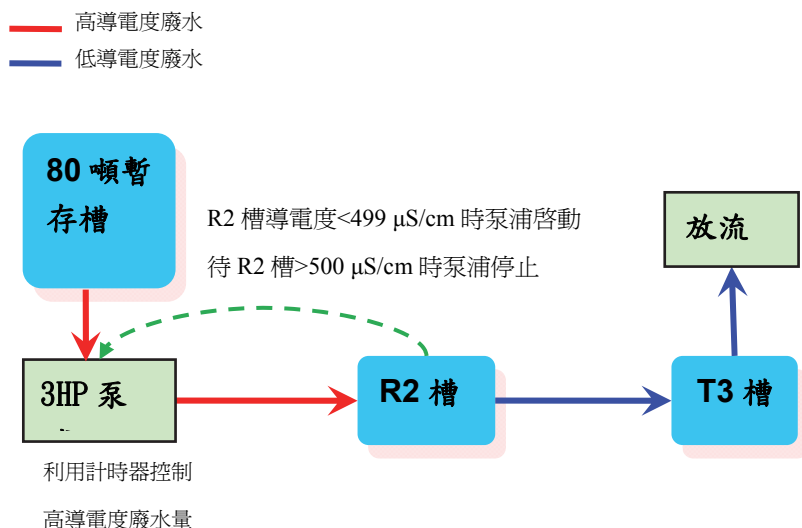 高導電度廢水
低導電度廢水
80 噸暫
存槽
R2 槽導電度<499 μS/cm 時泵浦啓動
待 R2 槽>500 μS/cm 時泵浦停止
放流
3HP 泵
R2 槽
T3 槽
利用計時器控制
高導電度廢水量